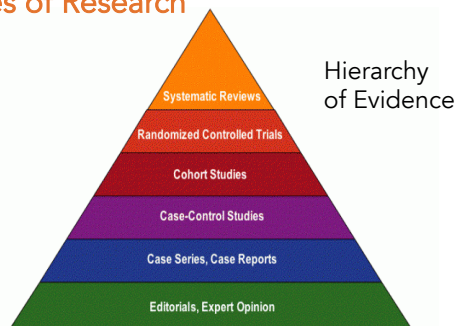 es of Research
Hierarchy
of Evidence
Systematic Reviews
Randomized Controlled Trials
Cohort Studies
Case-Control Studies
Case Series, Case Reports
Editorials, Expert Opinion